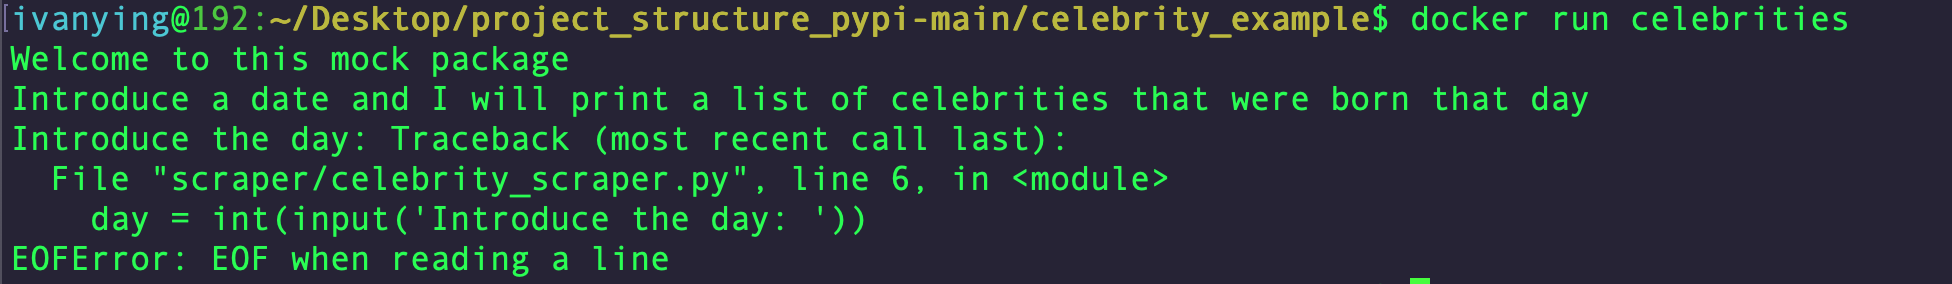 [ivanying@192:~/Desktop/project_structure_pypi-main/celebrity_example$ docker run celebrities
Welcome to this mock package
Introduce a date and I will print a list of celebrities that were born that day
Introduce the day: Traceback (most recent call last):
  File "scraper/celebrity_scraper.py", line 6, in <module>
    day = int(input('Introduce the day: '))
EOFError: EOF when reading a line